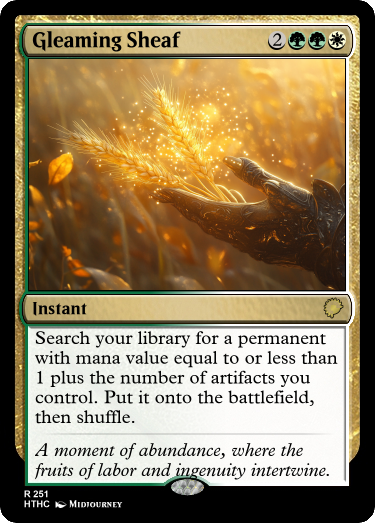 Gleaming Sheaf 2
Instant
Search your library for a permanent
with mana value equal to or less than
1 plus the number of artifacts you
control. Put it onto the battlefield,
then shuffle.
A moment of abundance, where the
fruits of labor and ingenuity intertwine.
R 251
HTHC Midjourney